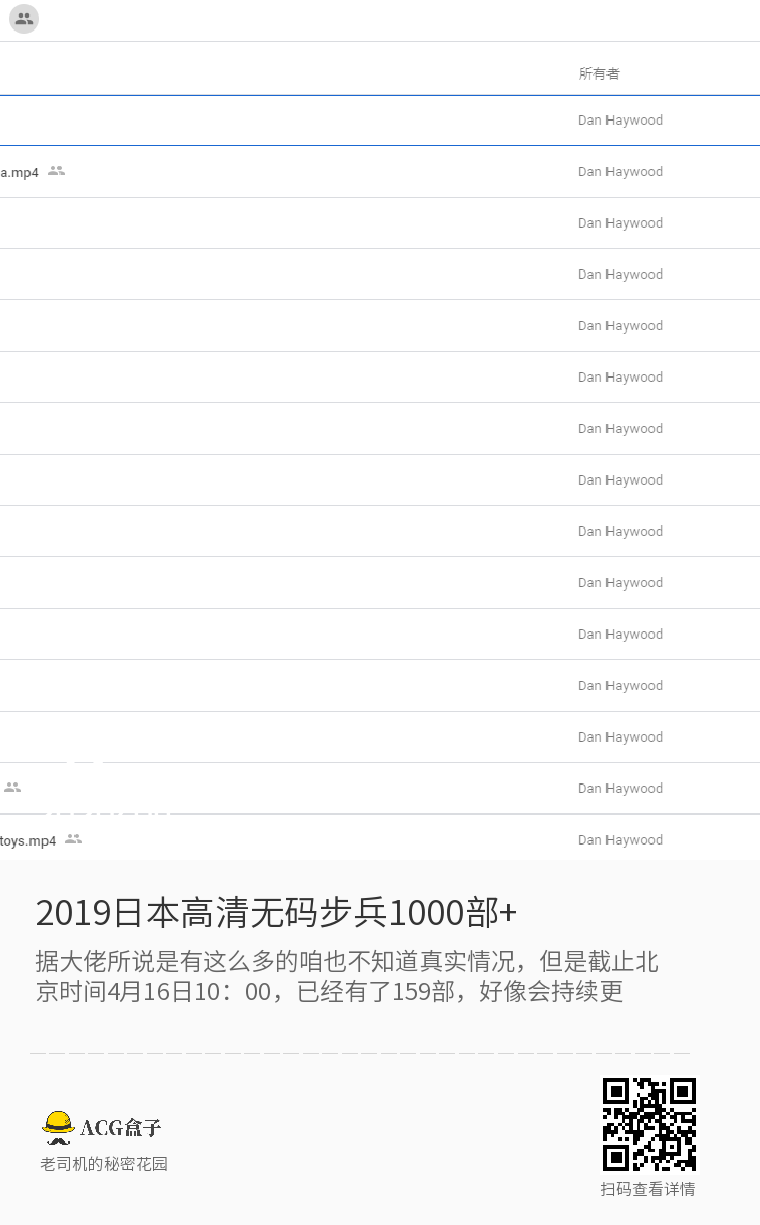 所有者
Dan Haywood
a.mp4 Dan Haywood
Dan Haywood
Dan Haywood
Dan Haywood
Dan Haywood
Dan Haywood
Dan Haywood
Dan Haywood
Dan Haywood
Dan Haywood
Dan Haywood
Dan Haywood
Dan Haywood
toys.mp4 Dan Haywood
2019日本高清无码步兵1000部+
据大佬所说是有这么多的咱也不知道真实情况，但是截止北
京时间4月16日10：00，已经有了159部，好像会持续更
ACG盒子
老司机的秘密花园
扫码查看详情